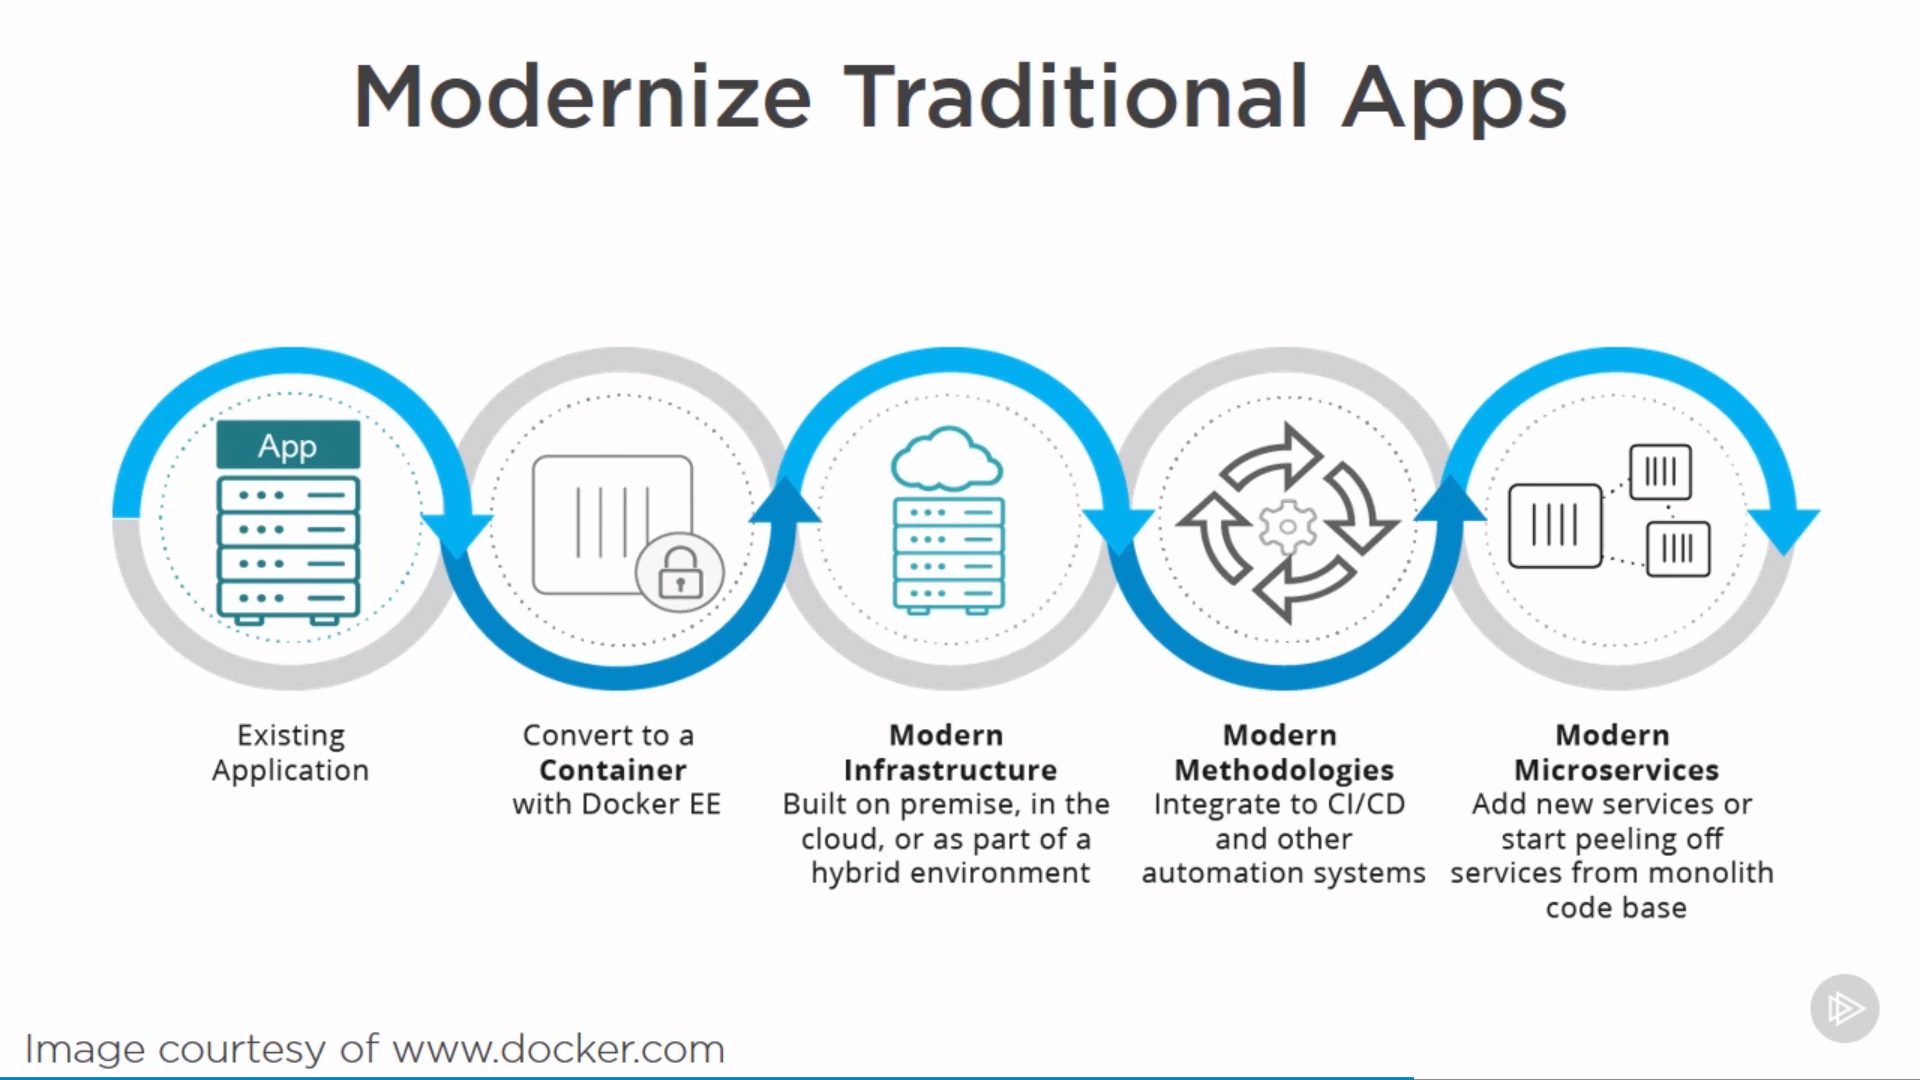 Modernize Traditional Apps
App
Existing
Application
Convert to a
Container
with Docker EE
Modern
Infrastructure
Built on premise, in the
cloud, or as part of a
hybrid environment
Modern
Methodologies
Integrate to CI/CD
and other
automation systems
Modern
Microservices
Add new services or
start peeling off
services from monolith
code base
Image courtesy of www.docker.com